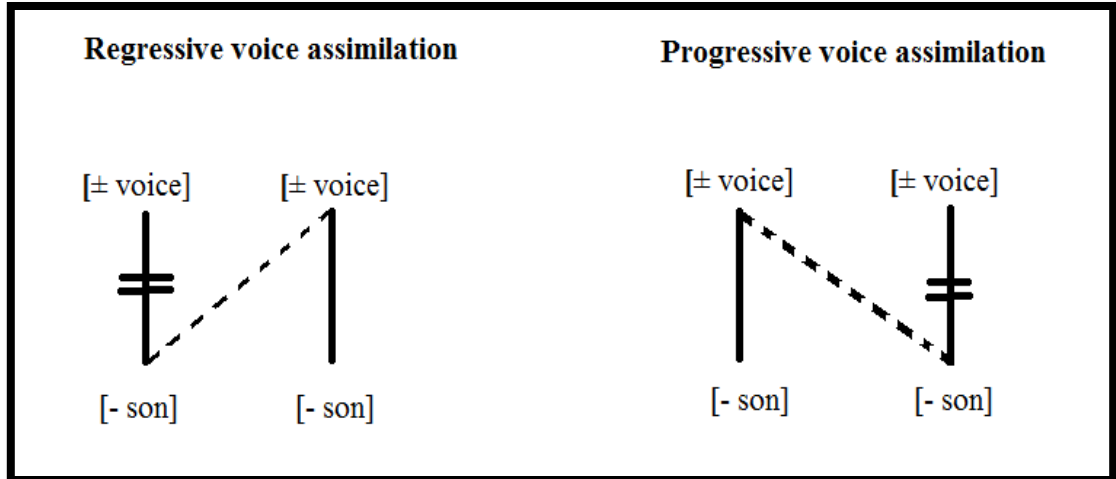 Regressive voice assimilation
Progressive voice assimilation
[± voice] [± voice]
[± voice] [± voice]
[- son] [- son]
[- son] [- son]